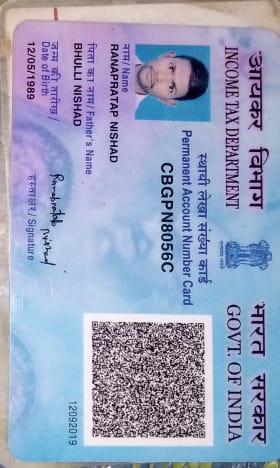 आयकर विभाग
INCOME TAX DEPARTMENT
भारत सरकार
GOVT. OF INDIA
स्थायी लेखा संख्या कार्ड
Permanent Account Number Card
CBGPN8056C
नाम / Name
RANAPRATAP NISHAD
पिता का नाम / Father's Name
BHULLI NISHAD
जन्म की तारीख /
Date of Birth
12/05/1989
Ranapratap nishad
हस्ताक्षर / Signature
12092019